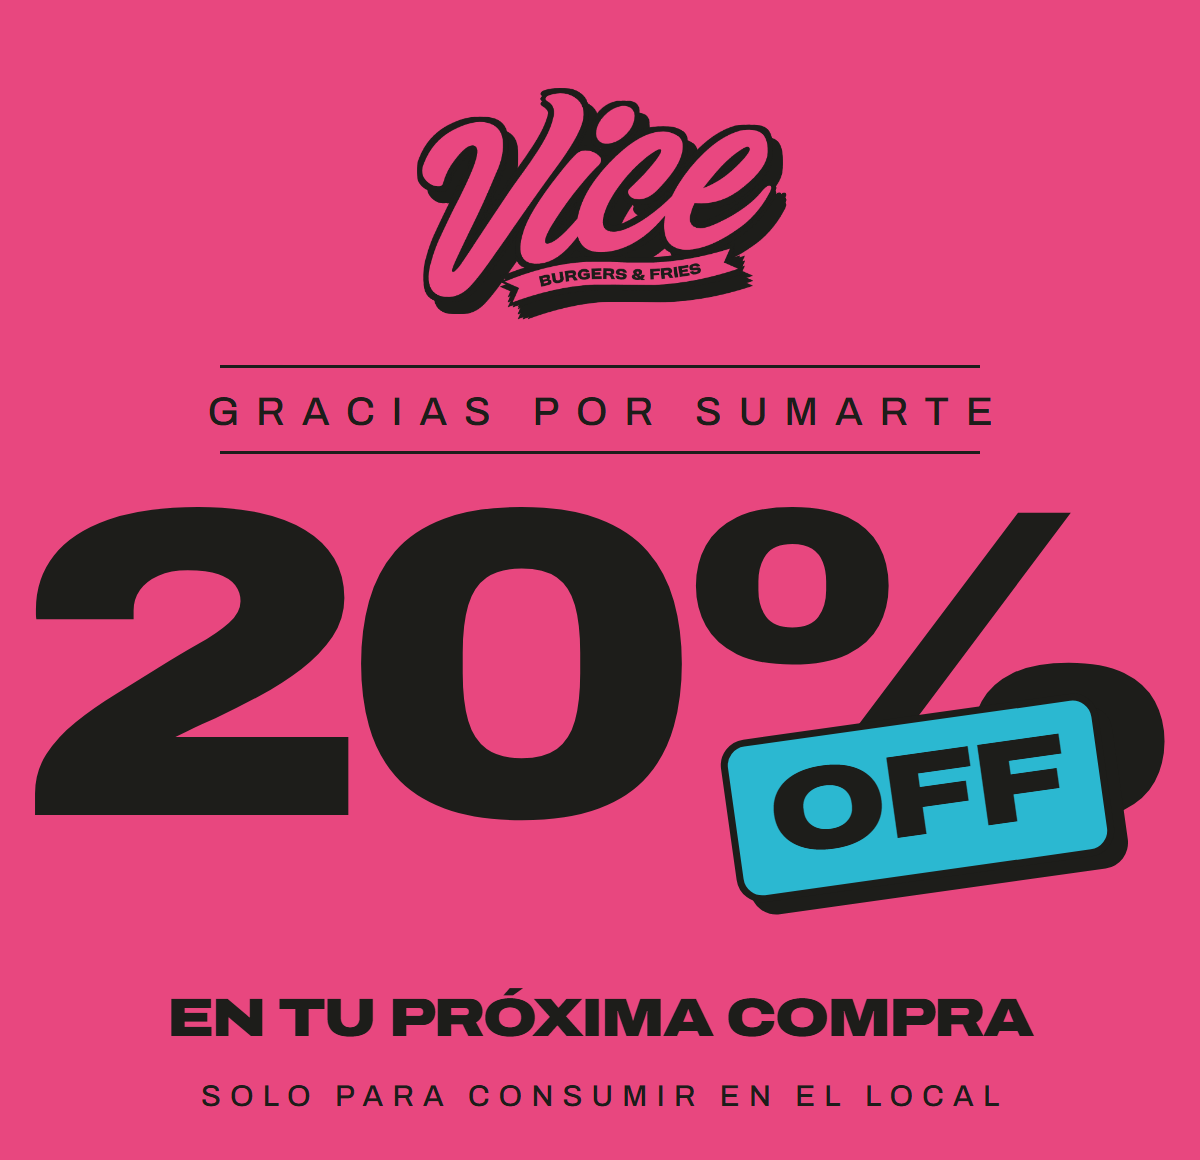 Vice
BURGERS & FRIES
GRACIAS POR SUMARTE
20%
OFF
EN TU PRÓXIMA COMPRA
SOLO PARA CONSUMIR EN EL LOCAL